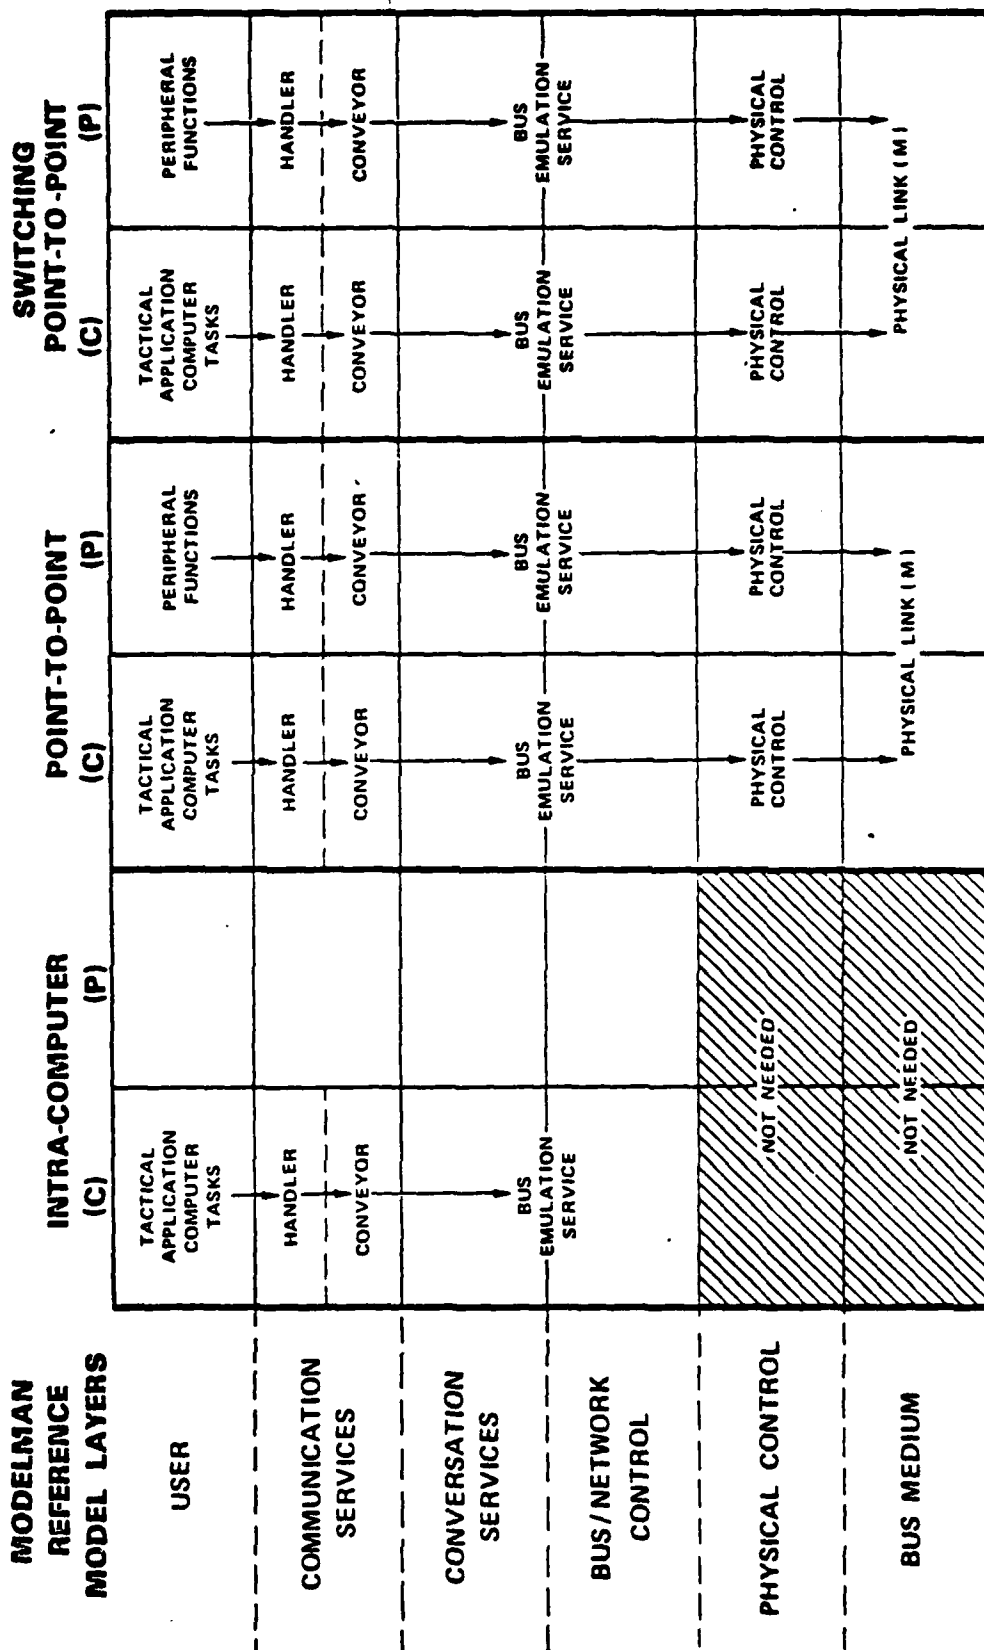 MODELMAN
REFERENCE
MODEL LAYERS
INTRA-COMPUTER
(C)
(P)
POINT-TO-POINT
(C)
(P)
SWITCHING
POINT-TO-POINT
(C)
(P)
USER
TACTICAL
APPLICATION
COMPUTER
TASKS
TACTICAL
APPLICATION
COMPUTER
TASKS
PERIPHERAL
FUNCTIONS
TACTICAL
APPLICATION
COMPUTER
TASKS
PERIPHERAL
FUNCTIONS
COMMUNICATION
SERVICES
HANDLER
HANDLER
HANDLER
HANDLER
HANDLER
CONVEYOR
CONVEYOR
CONVEYOR
CONVEYOR
CONVEYOR
CONVERSATION
SERVICES
BUS
EMULATION
SERVICE
BUS
EMULATION
SERVICE
BUS
EMULATION
SERVICE
BUS
EMULATION
SERVICE
BUS
EMULATION
SERVICE
BUS/NETWORK
CONTROL
PHYSICAL CONTROL
NOT NEEDED
PHYSICAL
CONTROL
PHYSICAL
CONTROL
PHYSICAL
CONTROL
PHYSICAL
CONTROL
BUS MEDIUM
NOT NEEDED
PHYSICAL LINK (M)
PHYSICAL LINK (M)